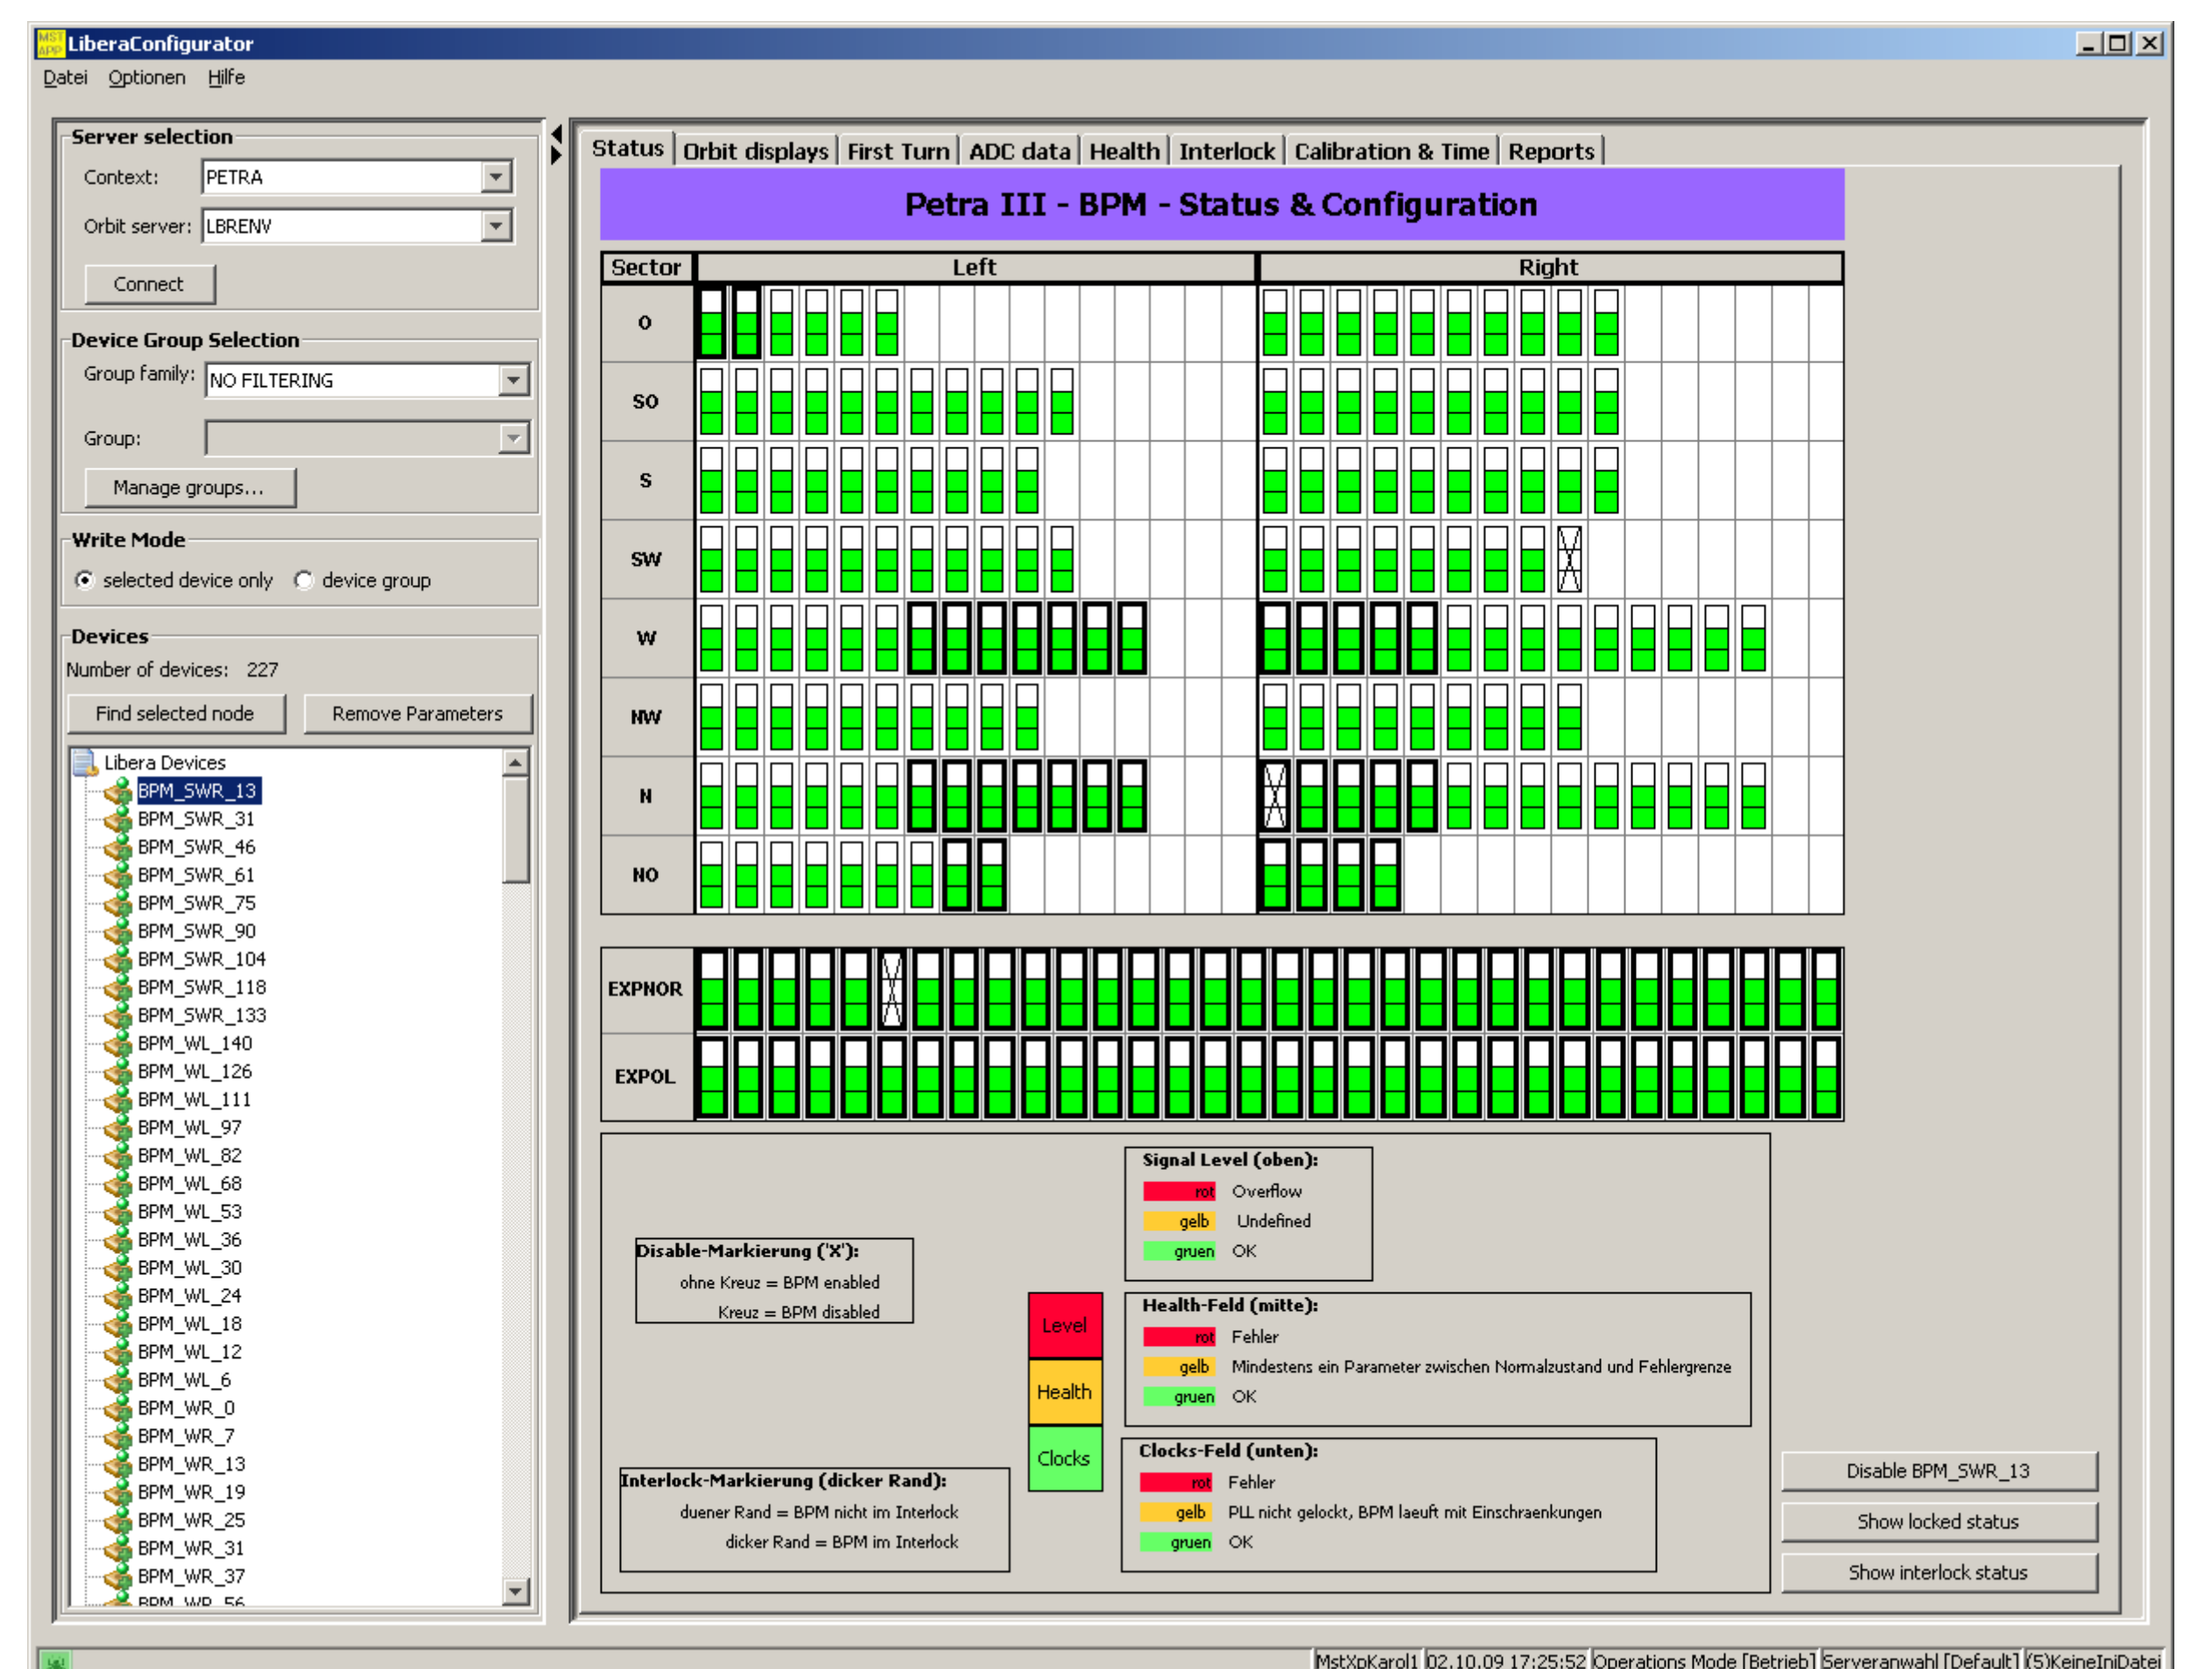 MST APP LiberaConfigurator
Datei Optionen Hilfe
Server selection
Context: PETRA
Orbit server: LBRENV
Connect
Device Group Selection
Group family: NO FILTERING
Group:
Manage groups...
Write Mode
selected device only device group
Devices
Number of devices: 227
Find selected node Remove Parameters
Libera Devices
BPM_SWR_13
BPM_SWR_31
BPM_SWR_46
BPM_SWR_61
BPM_SWR_75
BPM_SWR_90
BPM_SWR_104
BPM_SWR_118
BPM_SWR_133
BPM_WL_140
BPM_WL_126
BPM_WL_111
BPM_WL_97
BPM_WL_82
BPM_WL_68
BPM_WL_53
BPM_WL_36
BPM_WL_30
BPM_WL_24
BPM_WL_18
BPM_WL_12
BPM_WL_6
BPM_WR_0
BPM_WR_7
BPM_WR_13
BPM_WR_19
BPM_WR_25
BPM_WR_31
BPM_WR_37
BPM_WR_56
Status Orbit displays First Turn ADC data Health Interlock Calibration & Time Reports
Petra III - BPM - Status & Configuration
Sector Left Right
O
SO
S
SW
W
NW
N
NO
EXPNOR
EXPOL
Disable-Markierung ('X'):
ohne Kreuz = BPM enabled
Kreuz = BPM disabled
Interlock-Markierung (dicker Rand):
duener Rand = BPM nicht im Interlock
dicker Rand = BPM im Interlock
Level
Health
Clocks
Signal Level (oben):
rot Overflow
gelb Undefined
gruen OK
Health-Feld (mitte):
rot Fehler
gelb Mindestens ein Parameter zwischen Normalzustand und Fehlergrenze
gruen OK
Clocks-Feld (unten):
rot Fehler
gelb PLL nicht gelockt, BPM laeuft mit Einschraenkungen
gruen OK
Disable BPM_SWR_13
Show locked status
Show interlock status
MstXpKarol1 02.10.09 17:25:52 Operations Mode [Betrieb] Serveranwahl [Default] (5)KeineIniDatei